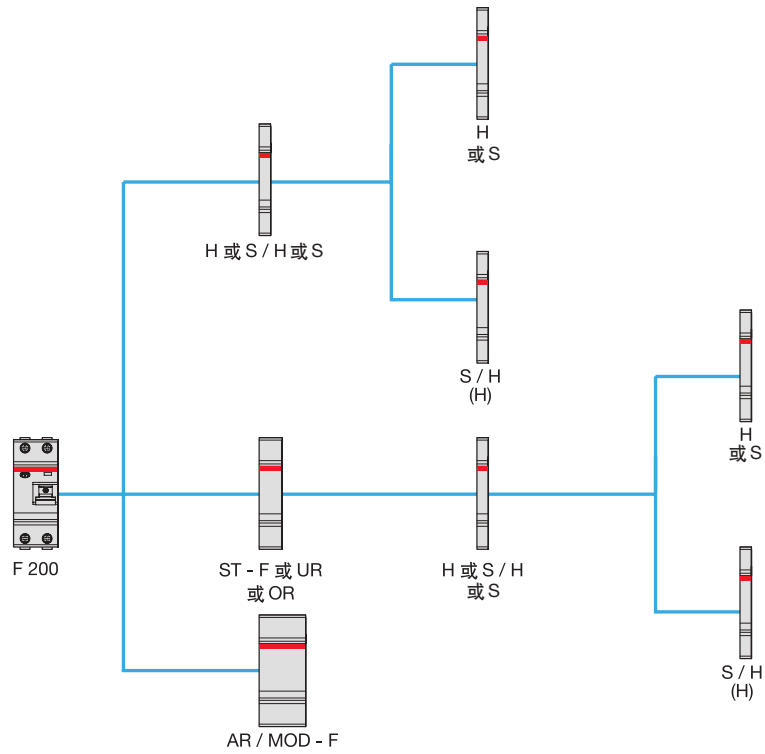 H
或 S
H 或 S / H 或 S
S / H
(H)
H
或 S
F 200
ST - F 或 UR
或 OR
H 或 S / H
或 S
S / H
(H)
AR / MOD - F